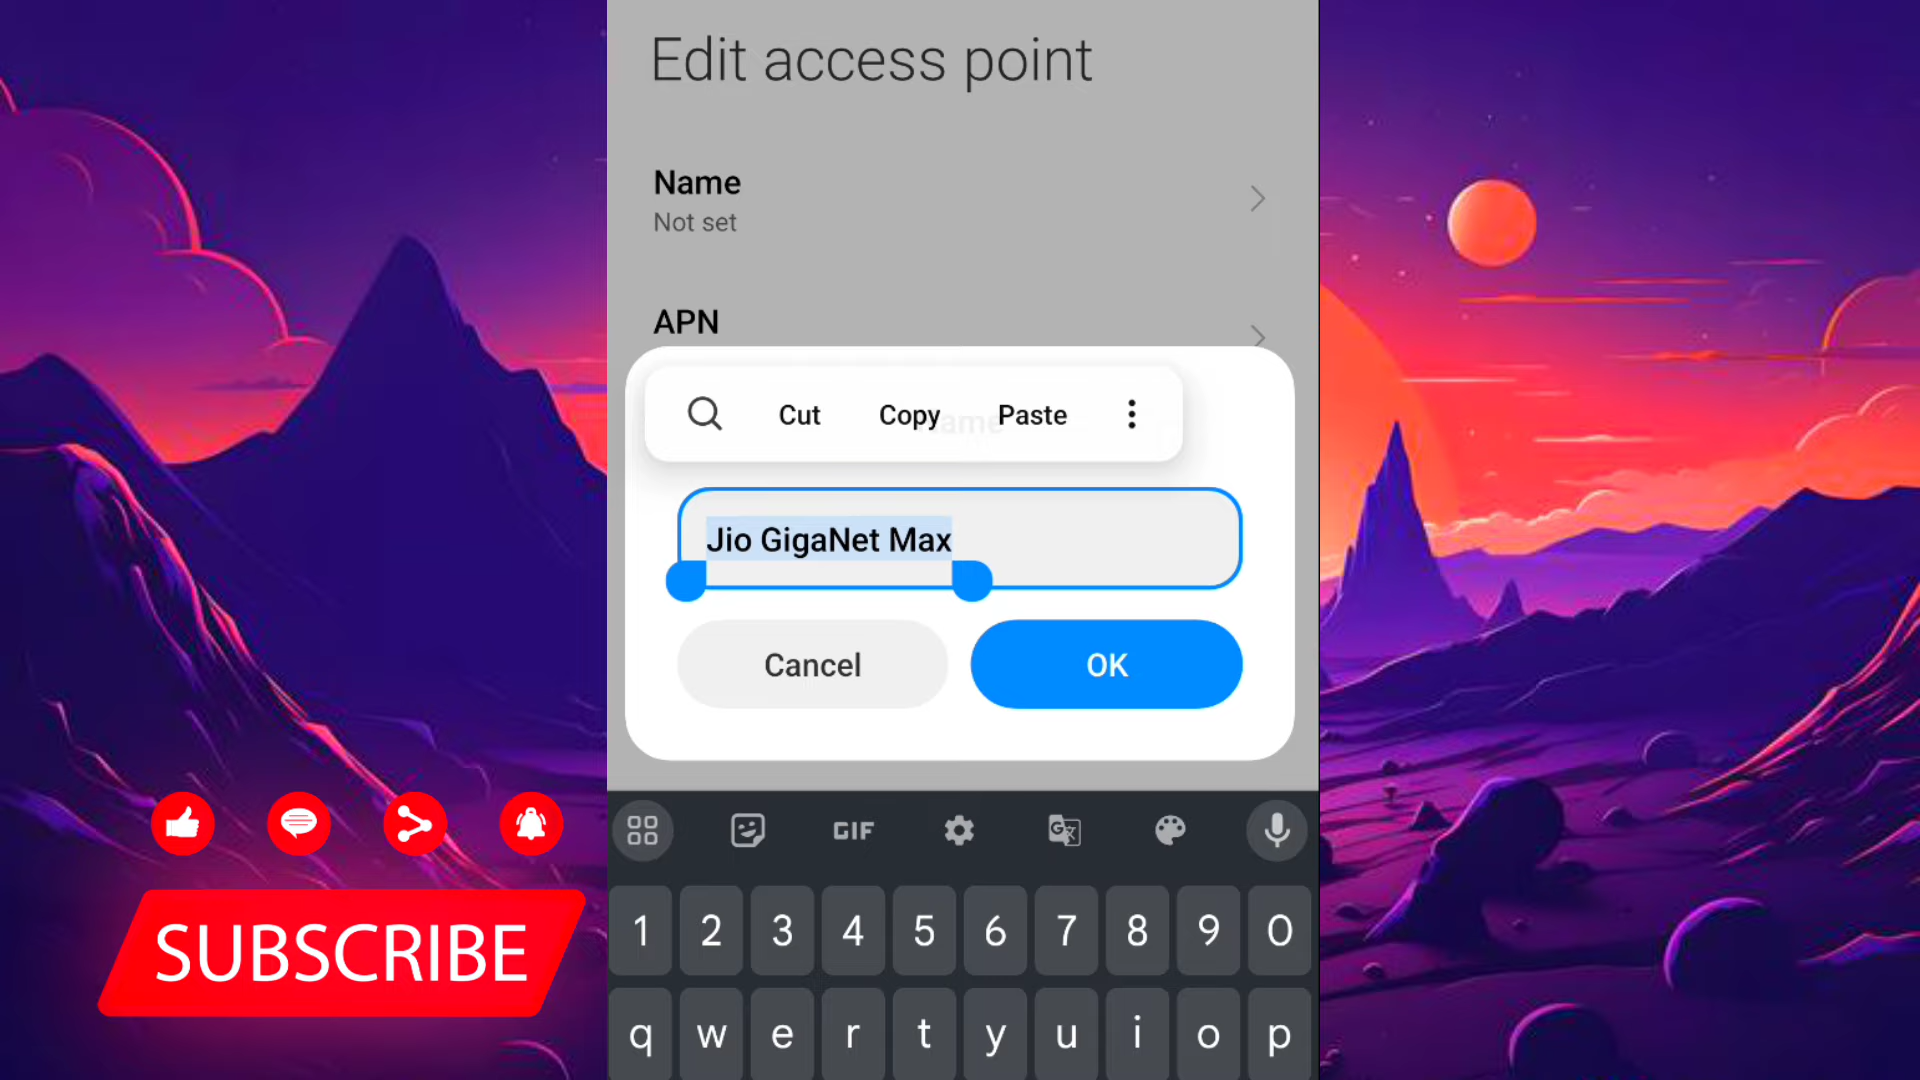 Edit access point
Name
Not set
APN
Cut Copy Paste
Name
Jio GigaNet Max
Cancel OK
GIF
1 2 3 4 5 6 7 8 9 0
q w e r t y u i o p
SUBSCRIBE